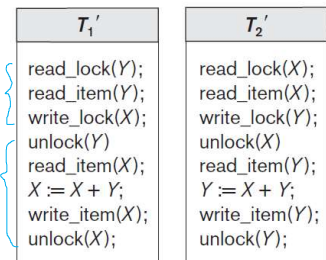 T₁′
read_lock(Y);
read_item(Y);
write_lock(X);
unlock(Y)
read_item(X);
X := X + Y;
write_item(X);
unlock(X);
T₂′
read_lock(X);
read_item(X);
write_lock(Y);
unlock(X)
read_item(Y);
Y := X + Y;
write_item(Y);
unlock(Y);